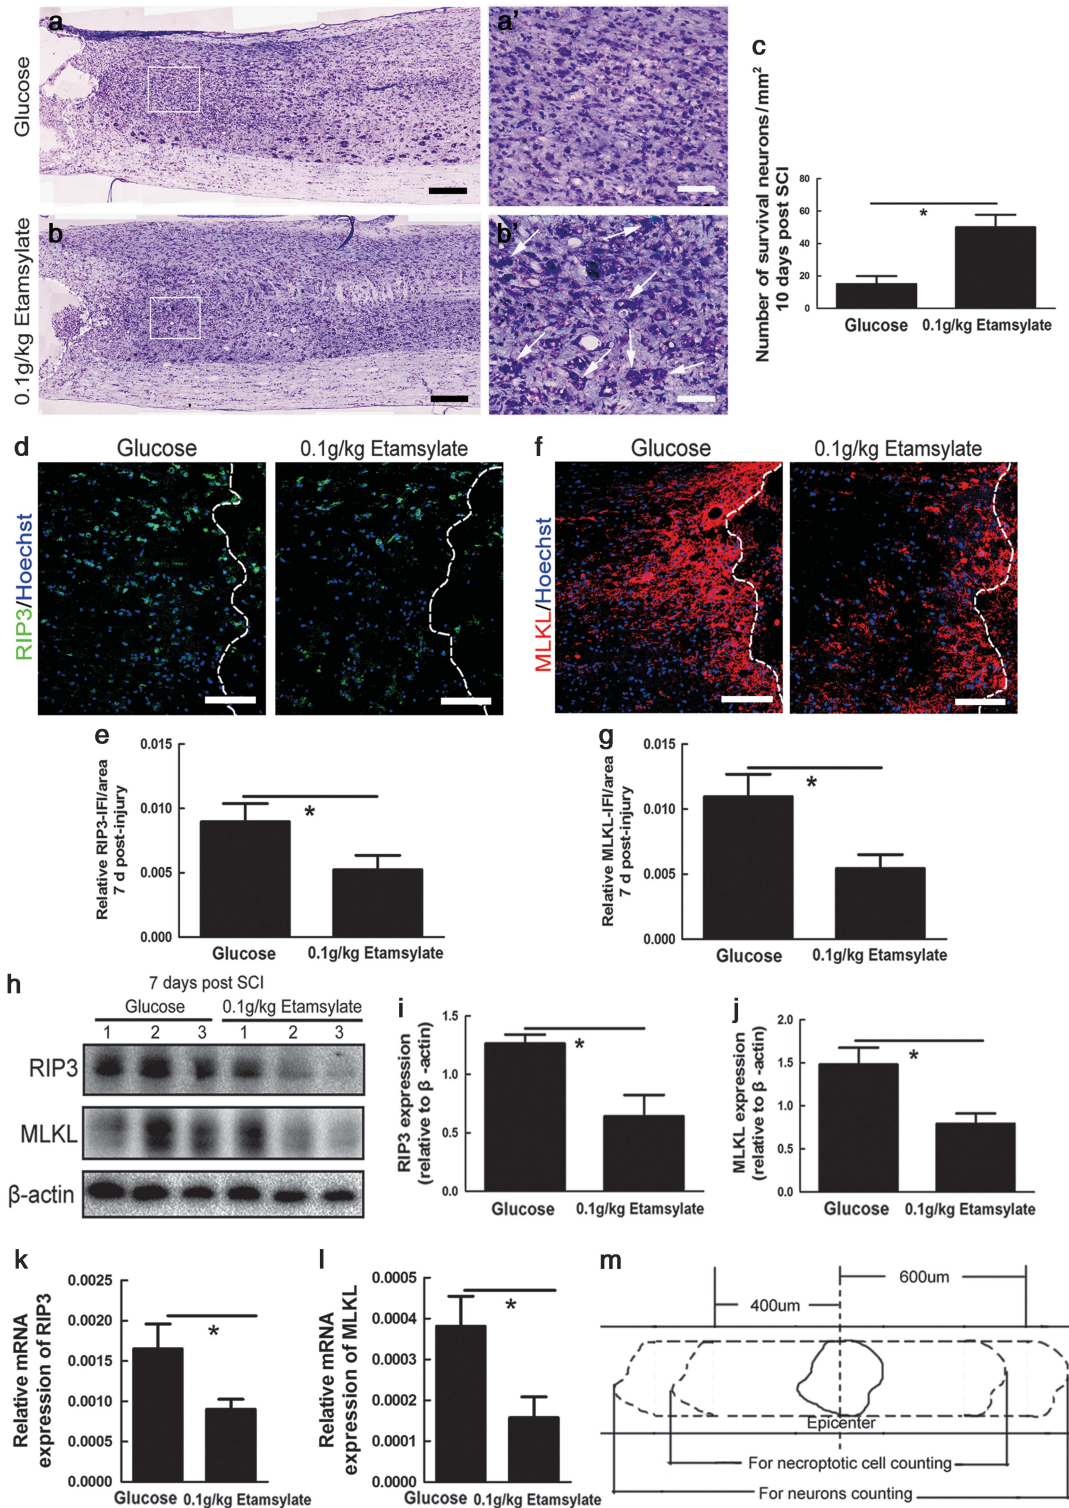 a
a'
Glucose
b
b'
0.1g/kg Etamsylate
c
Number of survival neurons/mm²
10 days post SCI
80
60
40
20
0
Glucose
0.1g/kg Etamsylate
*
d
Glucose
0.1g/kg Etamsylate
RIP3/Hoechst
f
Glucose
0.1g/kg Etamsylate
MLKL/Hoechst
e
Relative RIP3-IFI/area
7 d post-injury
0.015
0.010
0.005
0.000
*
Glucose
0.1g/kg Etamsylate
g
Relative MLKL-IFI/area
7 d post-injury
0.015
0.010
0.005
0.000
*
Glucose
0.1g/kg Etamsylate
h
7 days post SCI
Glucose
0.1g/kg Etamsylate
1 2 3 1 2 3
RIP3
MLKL
β-actin
i
RIP3 expression
(relative to β -actin)
1.5
1.0
0.5
0.0
*
Glucose
0.1g/kg Etamsylate
j
MLKL expression
(relative to β -actin)
2.0
1.5
1.0
0.5
0.0
*
Glucose
0.1g/kg Etamsylate
k
Relative mRNA
expression of RIP3
0.0025
0.0020
0.0015
0.0010
0.0005
0.0000
*
Glucose
0.1g/kg Etamsylate
l
Relative mRNA
expression of MLKL
0.0005
0.0004
0.0003
0.0002
0.0001
0.0000
*
Glucose
0.1g/kg Etamsylate
m
600um
400um
Epicenter
For necroptotic cell counting
For neurons counting